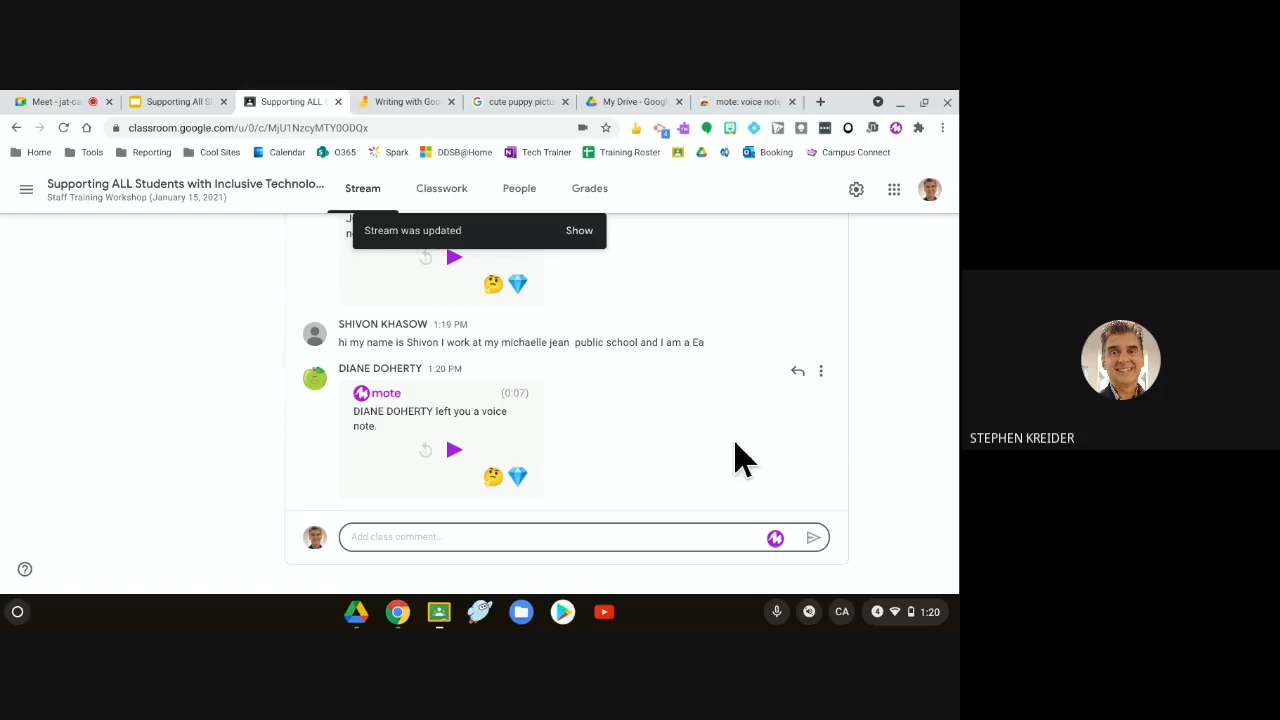 Meet - jat-ca
Supporting All St
Supporting ALL S
Writing with Goo
cute puppy pictu
My Drive - Googl
mote: voice note
classroom.google.com/u/0/c/MjU1NzcyMTY0ODQx
4
Home
Tools
Reporting
Cool Sites
Calendar
O365
Spark
DDSB@Home
Tech Trainer
Training Roster
Booking
Campus Connect
Supporting ALL Students with Inclusive Technolo...
Staff Training Workshop (January 15, 2021)
Stream
Classwork
People
Grades
Stream was updated
Show
SHIVON KHASOW 1:19 PM
hi my name is Shivon I work at my michaelle jean public school and I am a Ea
DIANE DOHERTY 1:20 PM
mote (0:07)
DIANE DOHERTY left you a voice
note.
Add class comment...
CA
4
1:20
STEPHEN KREIDER